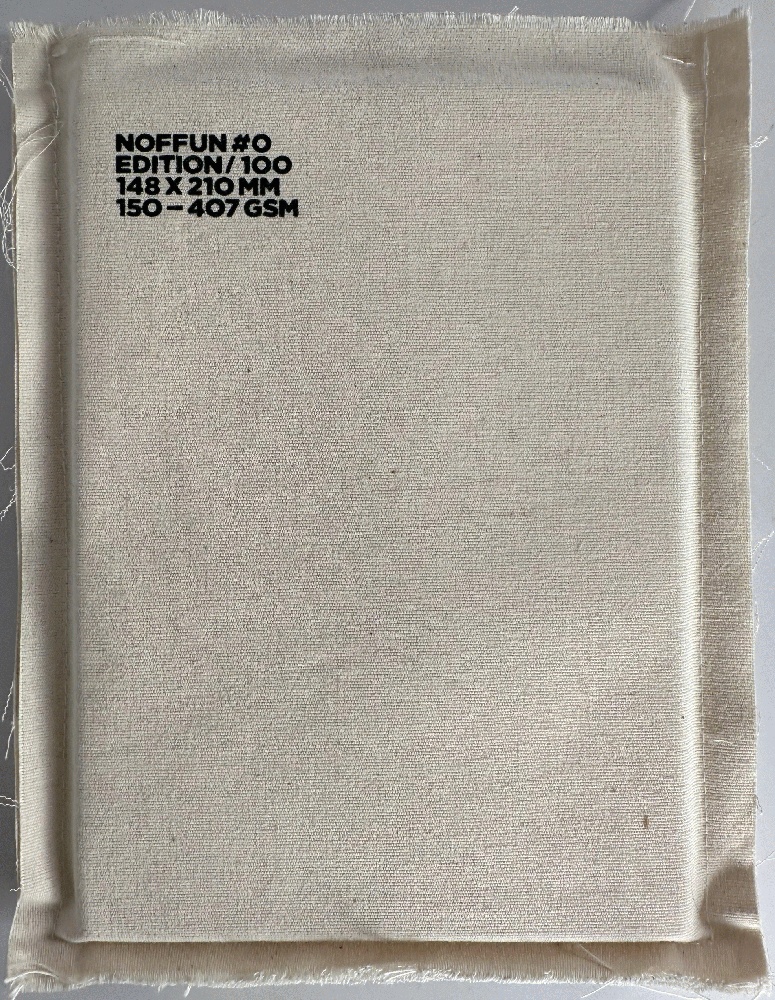 NOFFUN #0
EDITION/ 100
148 X 210 MM
150 – 407 GSM